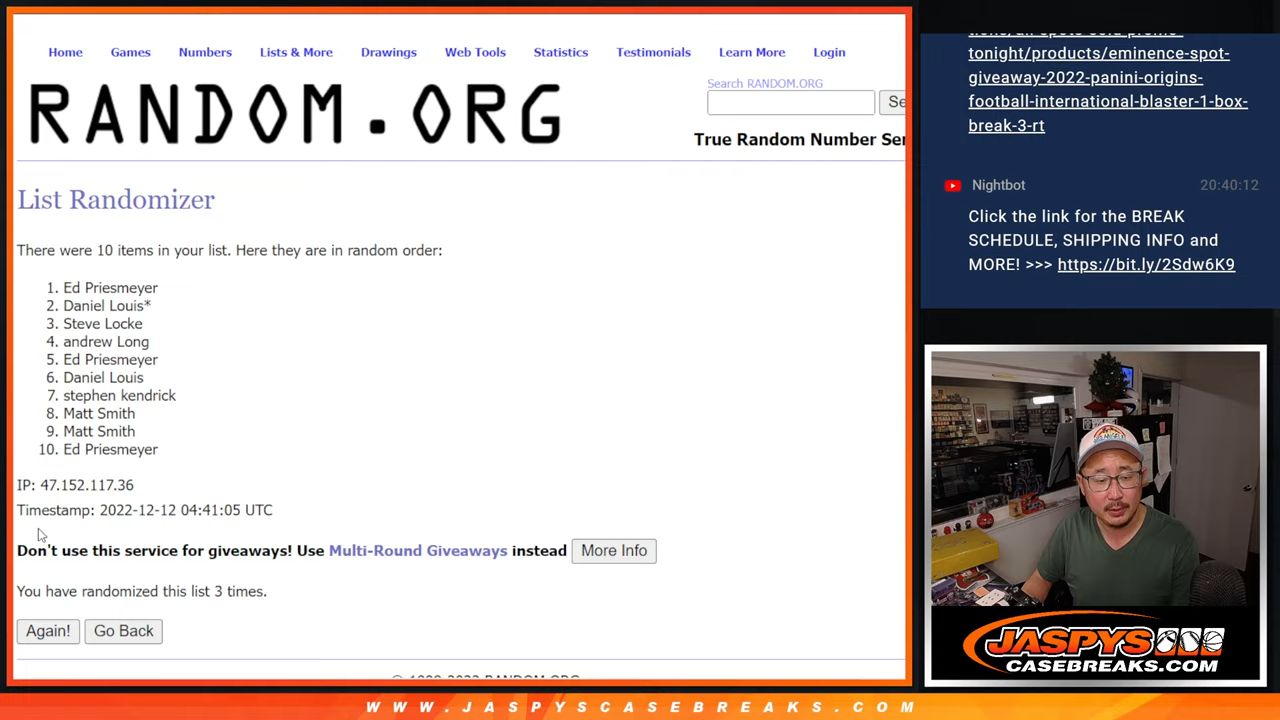 Home Games Numbers Lists & More Drawings Web Tools Statistics Testimonials Learn More Login
RANDOM.ORG
Search RANDOM.ORG
Se
True Random Number Ser
List Randomizer
There were 10 items in your list. Here they are in random order:
1. Ed Priesmeyer
2. Daniel Louis*
3. Steve Locke
4. andrew Long
5. Ed Priesmeyer
6. Daniel Louis
7. stephen kendrick
8. Matt Smith
9. Matt Smith
10. Ed Priesmeyer
IP: 47.152.117.36
Timestamp: 2022-12-12 04:41:05 UTC
Don't use this service for giveaways! Use Multi-Round Giveaways instead More Info
You have randomized this list 3 times.
Again! Go Back
tonight/products/eminence-spot-
giveaway-2022-panini-origins-
football-international-blaster-1-box-
break-3-rt
Nightbot 20:40:12
Click the link for the BREAK
SCHEDULE, SHIPPING INFO and
MORE! >>> https://bit.ly/2Sdw6K9
JASPYS
CASEBREAKS.COM
WWW.JASPYSCASEBREAKS.COM